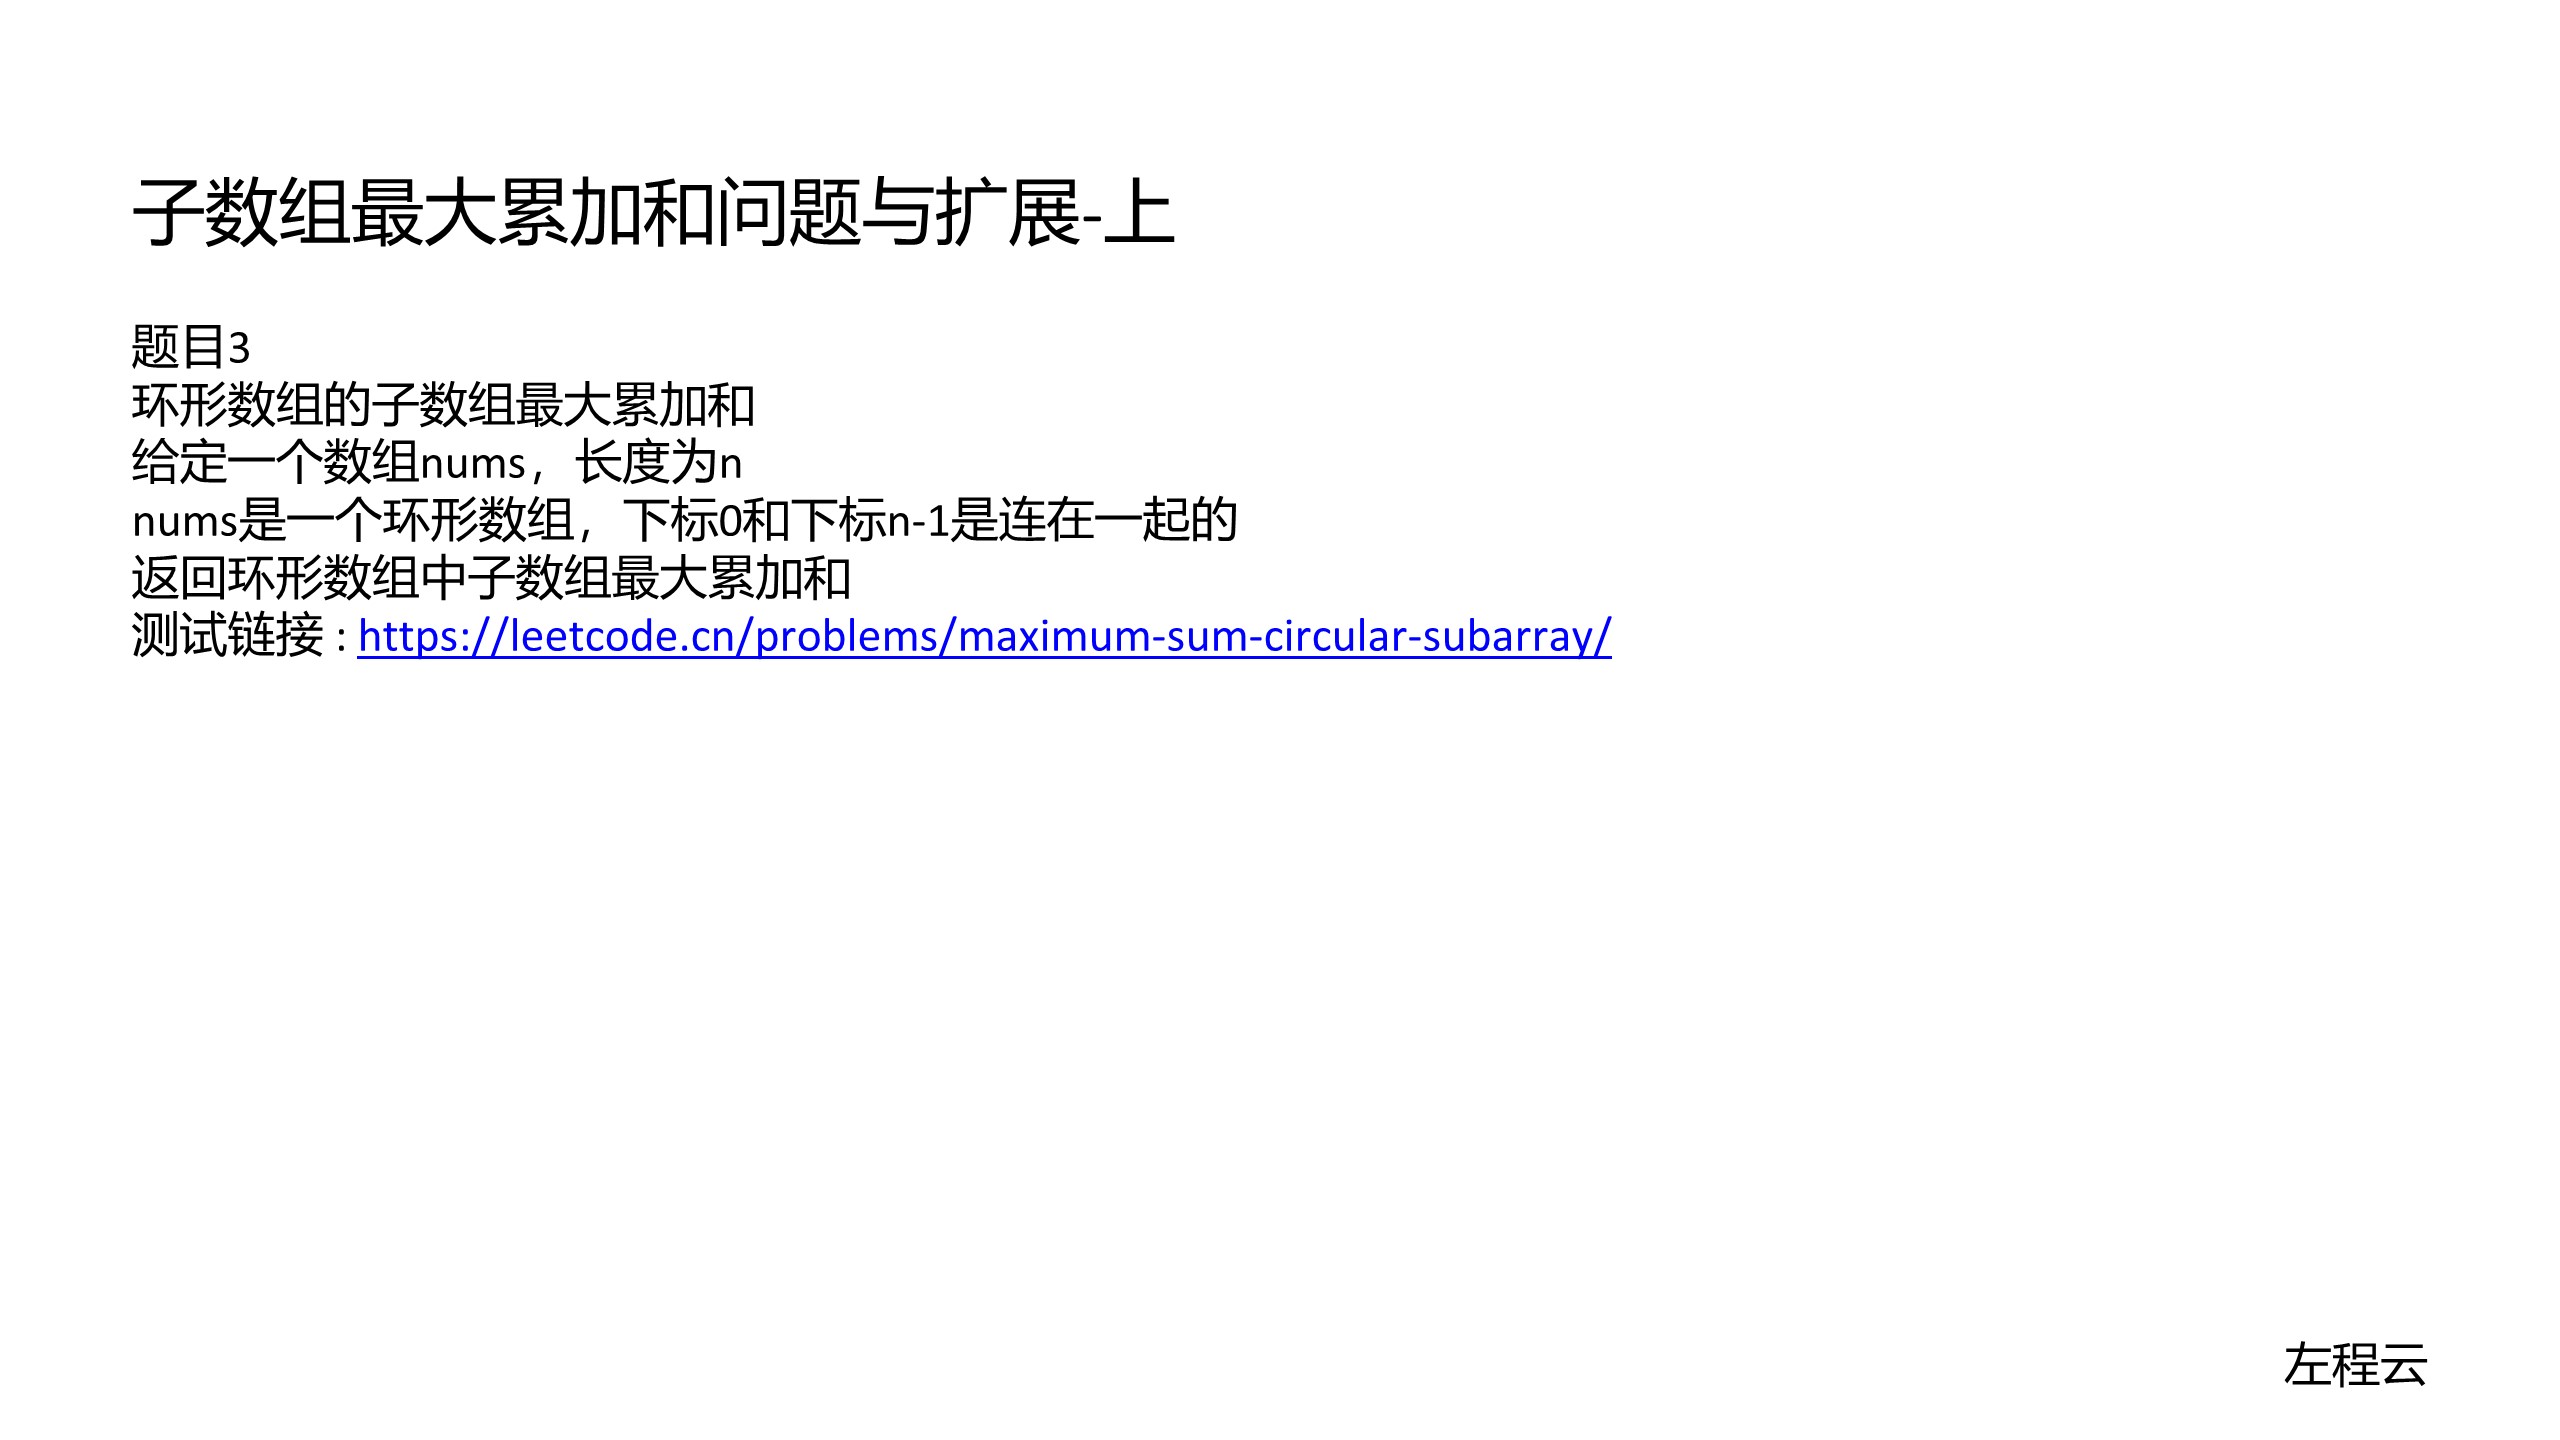 子数组最大累加和问题与扩展-上
题目3
环形数组的子数组最大累加和
给定一个数组nums，长度为n
nums是一个环形数组，下标0和下标n-1是连在一起的
返回环形数组中子数组最大累加和
测试链接 : https://leetcode.cn/problems/maximum-sum-circular-subarray/
左程云